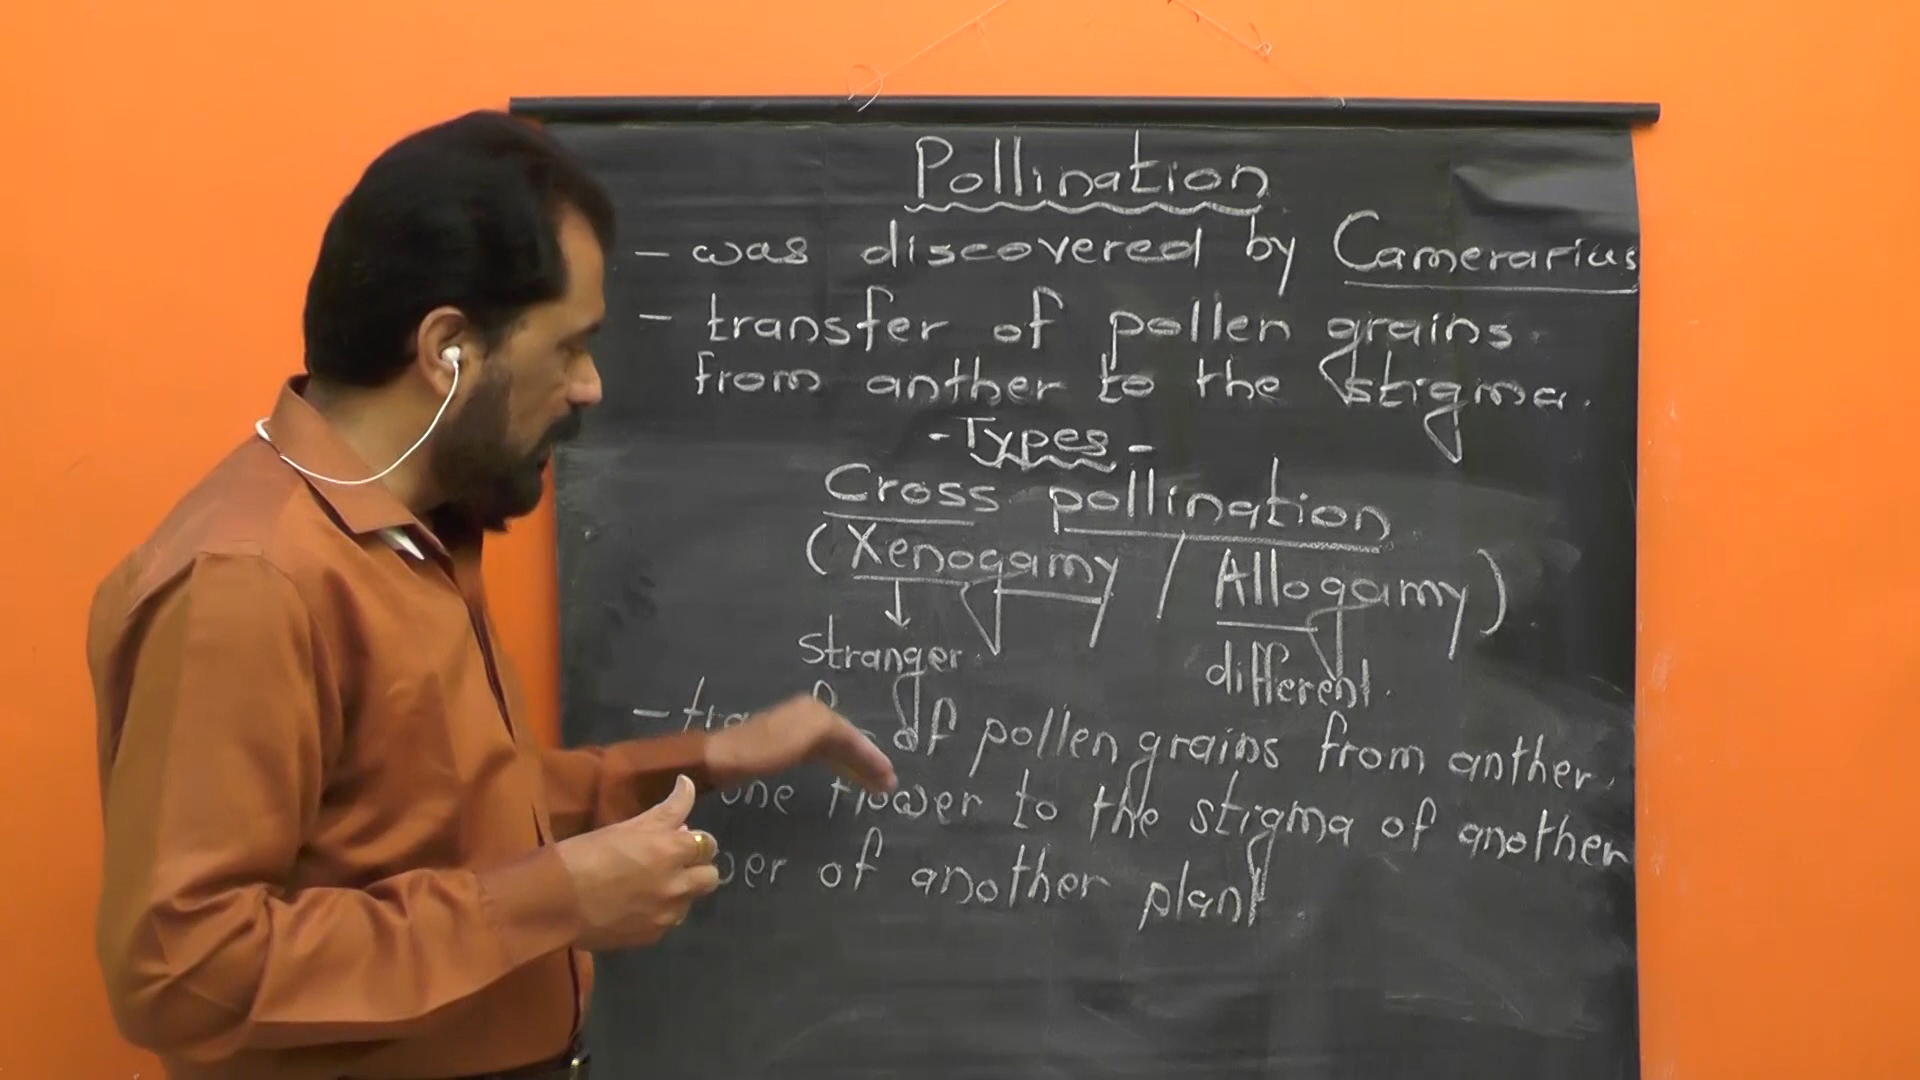 Pollination
- was discovered by Camerarius
- transfer of pollen grains.
from anther to the stigma.
- Types -
Cross pollination
(Xenogamy / Allogamy)
stranger. different.
- of pollen grains from anther.
one flower to the stigma of another
of another plant